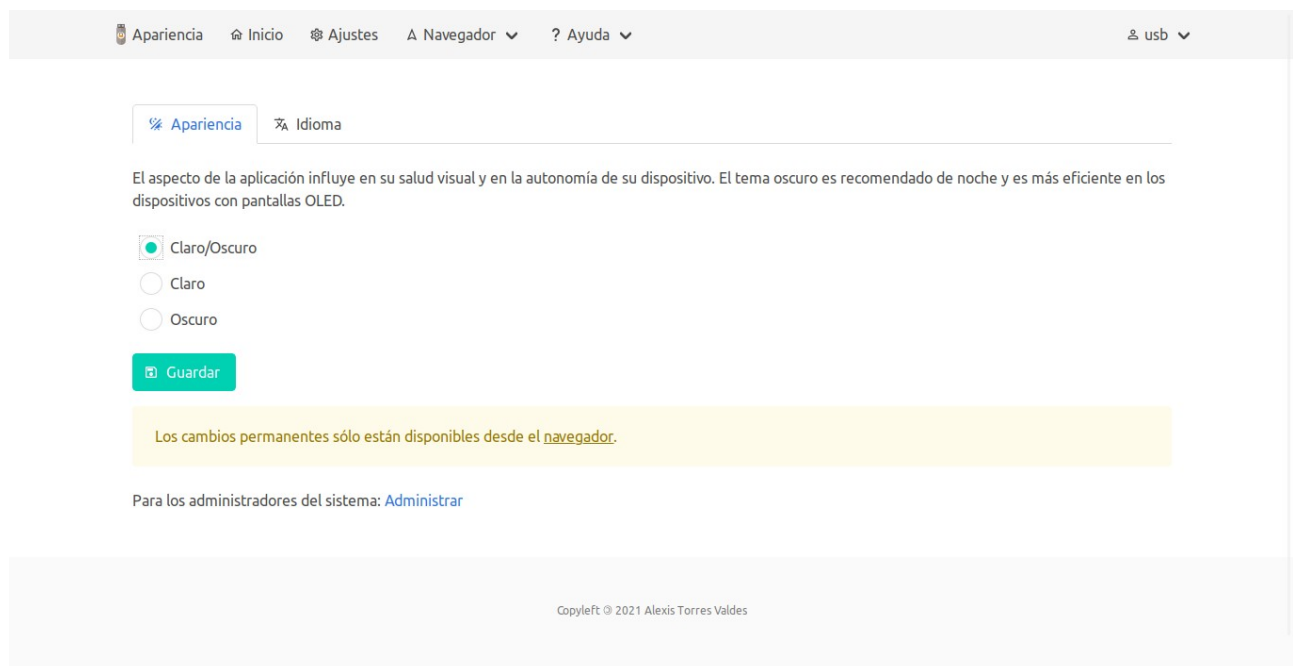 Apariencia Inicio Ajustes Navegador ? Ayuda usb
Apariencia Idioma
El aspecto de la aplicación influye en su salud visual y en la autonomía de su dispositivo. El tema oscuro es recomendado de noche y es más eficiente en los
dispositivos con pantallas OLED.
Claro/Oscuro
Claro
Oscuro
Guardar
Los cambios permanentes sólo están disponibles desde el navegador.
Para los administradores del sistema: Administrar
Copyleft 🄯 2021 Alexis Torres Valdes